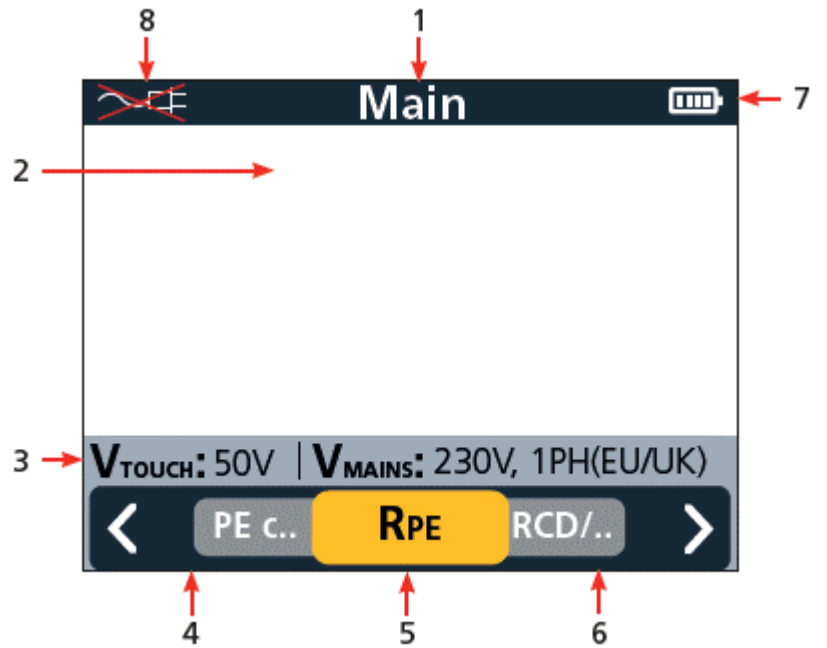 8 1
Main
7
2
3
VTOUCH: 50V | VMAINS: 230V, 1PH(EU/UK)
PE c.. RPE RCD/..
4 5 6